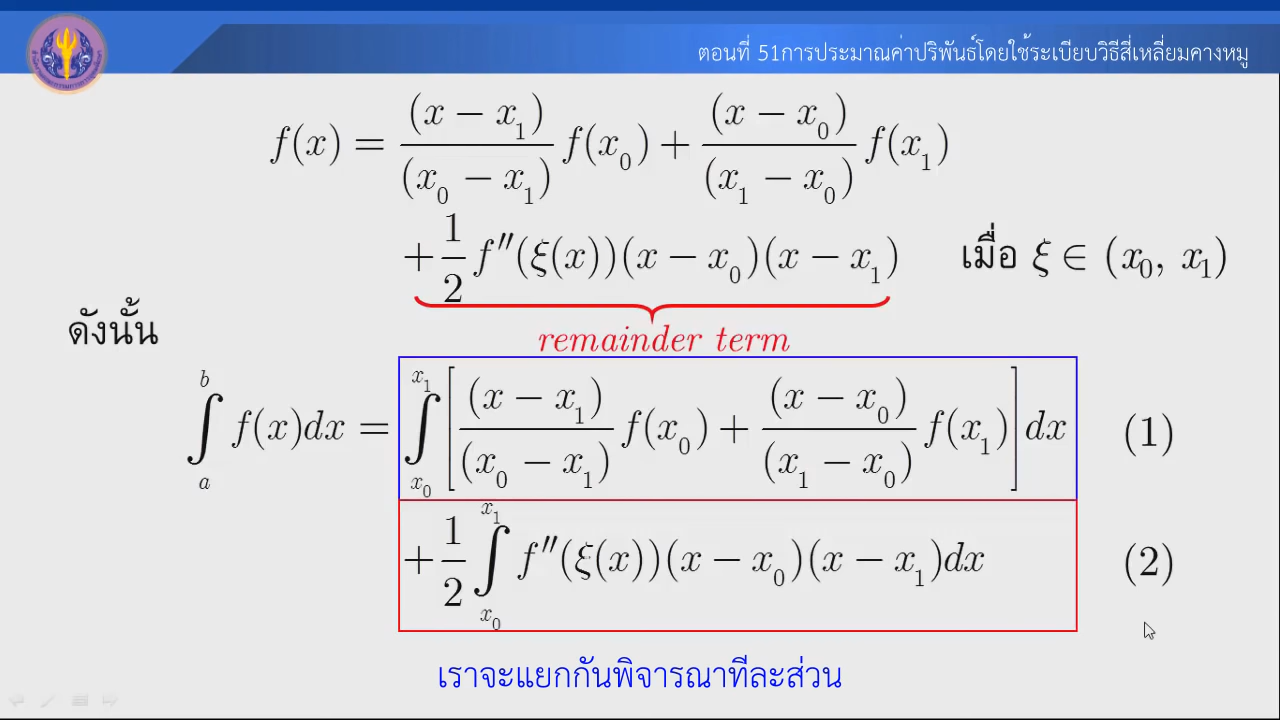 ตอนที่ 51การประมาณค่าปริพันธ์โดยใช้ระเบียบวิธีสี่เหลี่ยมคางหมู
f(x) = \frac{(x − x_1)}{(x_0 − x_1)} f(x_0) + \frac{(x − x_0)}{(x_1 − x_0)} f(x_1)
+\frac{1}{2} f″(ξ(x))(x − x_0)(x − x_1) เมื่อ ξ ∈ (x_0, x_1)
remainder term
ดังนั้น
\int_a^b f(x)dx = \int_{x_0}^{x_1} \left[ \frac{(x − x_1)}{(x_0 − x_1)} f(x_0) + \frac{(x − x_0)}{(x_1 − x_0)} f(x_1) \right] dx (1)
+\frac{1}{2} \int_{x_0}^{x_1} f″(ξ(x))(x − x_0)(x − x_1)dx (2)
เราจะแยกกันพิจารณาทีละส่วน